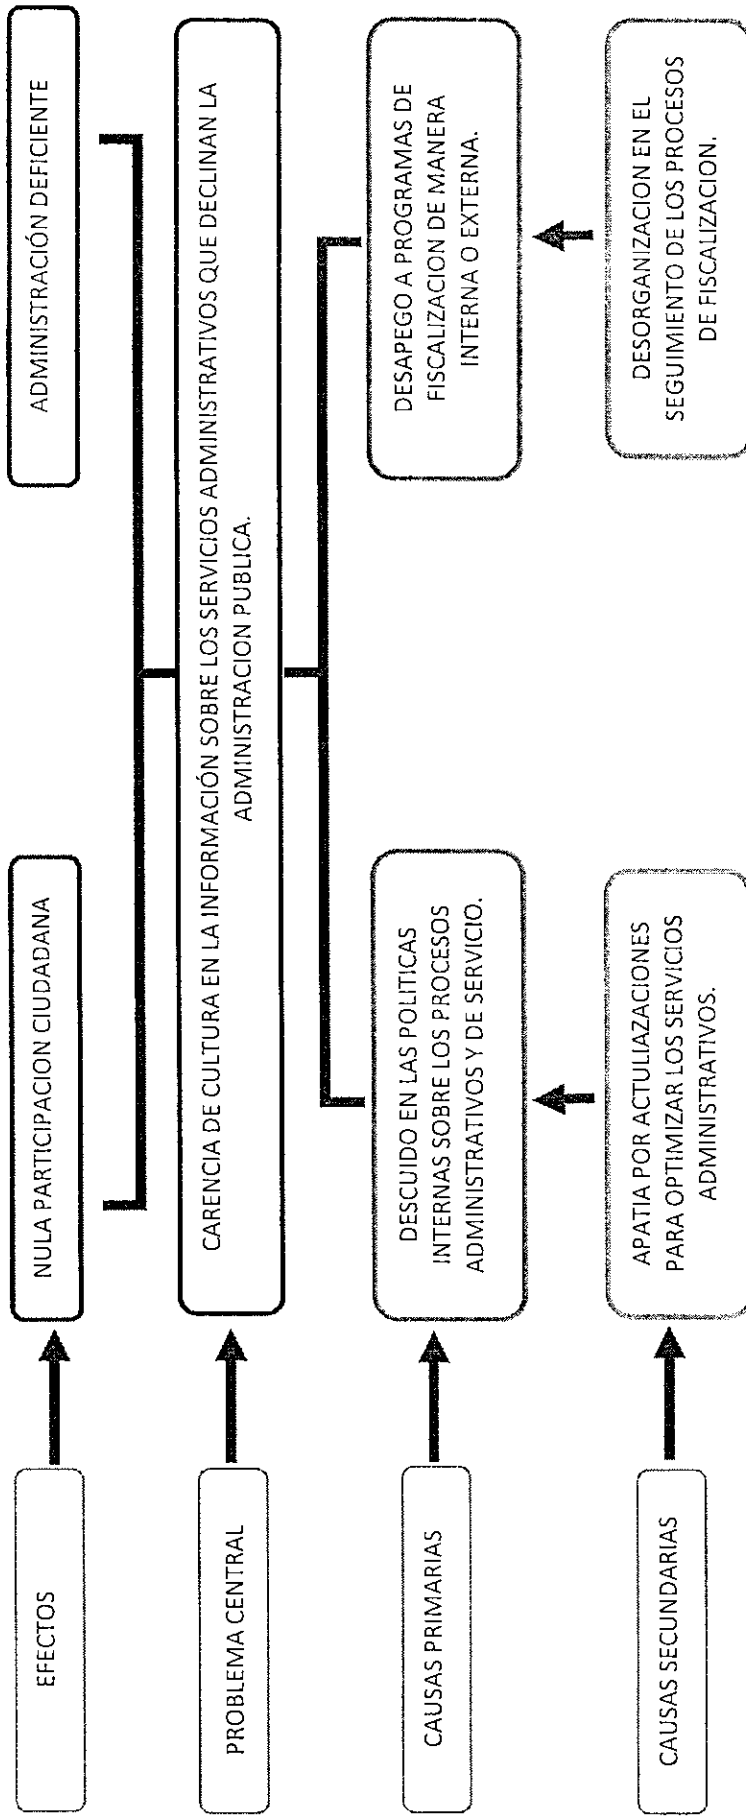 EFECTOS
NULA PARTICIPACION CIUDADANA
ADMINISTRACIÓN DEFICIENTE
PROBLEMA CENTRAL
CARENCIA DE CULTURA EN LA INFORMACIÓN SOBRE LOS SERVICIOS ADMINISTRATIVOS QUE DECLINAN LA
ADMINISTRACION PUBLICA.
CAUSAS PRIMARIAS
DESCUIDO EN LAS POLITICAS
INTERNAS SOBRE LOS PROCESOS
ADMINISTRATIVOS Y DE SERVICIO.
DESAPEGO A PROGRAMAS DE
FISCALIZACION DE MANERA
INTERNA O EXTERNA.
CAUSAS SECUNDARIAS
APATIA POR ACTULIAZACIONES
PARA OPTIMIZAR LOS SERVICIOS
ADMINISTRATIVOS.
DESORGANIZACION EN EL
SEGUIMIENTO DE LOS PROCESOS
DE FISCALIZACION.